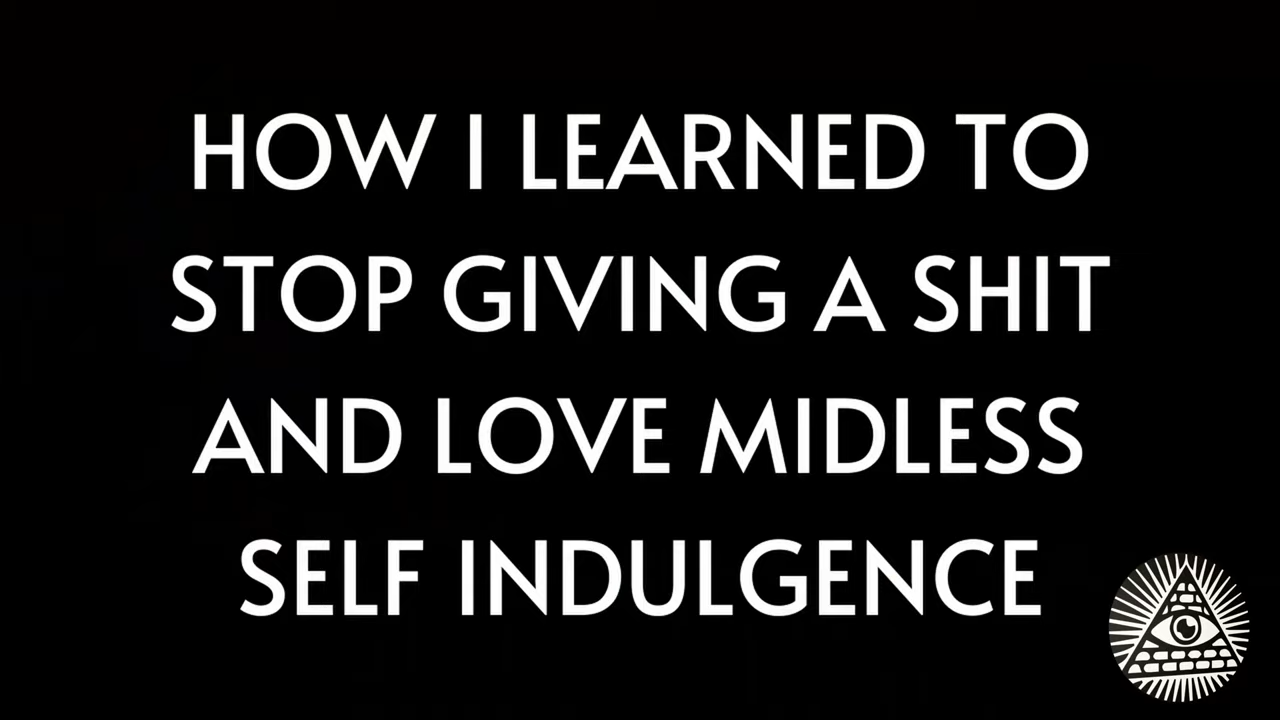 HOW I LEARNED TO
STOP GIVING A SHIT
AND LOVE MIDLESS
SELF INDULGENCE